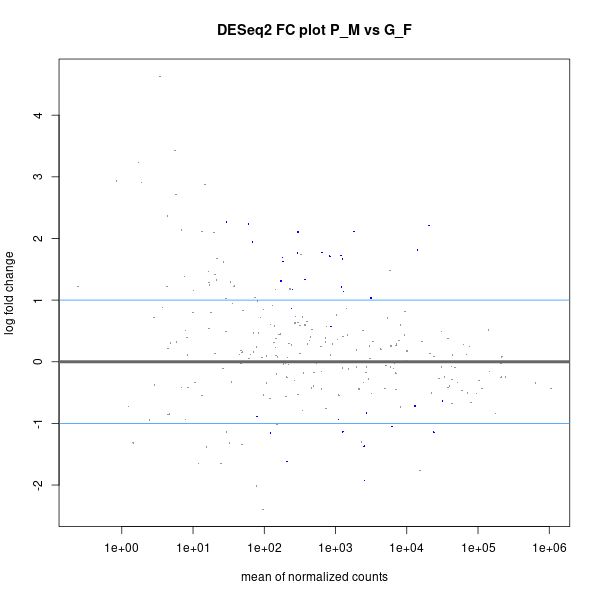 DESeq2 FC plot P_M vs G_F
log fold change
4
3
2
1
0
-1
-2
1e+00 1e+01 1e+02 1e+03 1e+04 1e+05 1e+06
mean of normalized counts